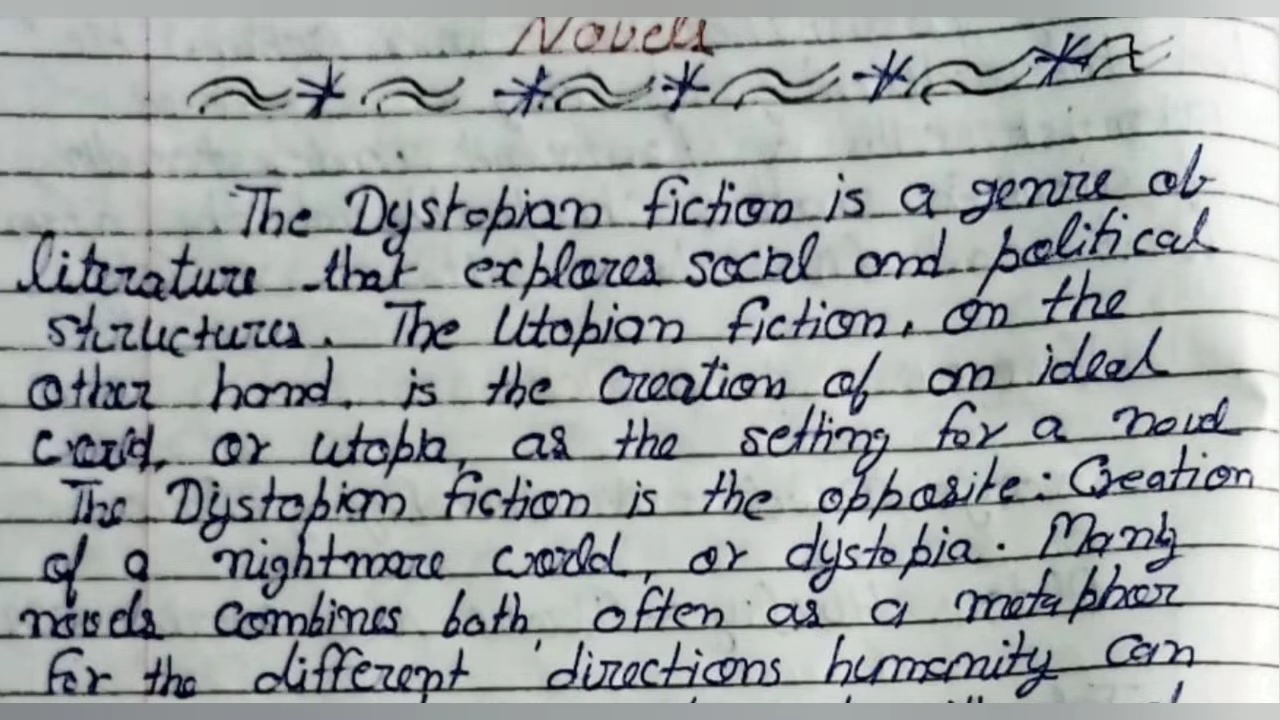 Novels
The Dystopian fiction is a genre of
literature that explores social and political
structures. The Utopian fiction, on the
other hand, is the creation of an ideal
world, or utopia, as the setting for a novel
The Dystopian fiction is the opposite: Creation
of a nightmare world, or dystopia. Many
novels combines both, often as a metaphor
for the different directions humanity can